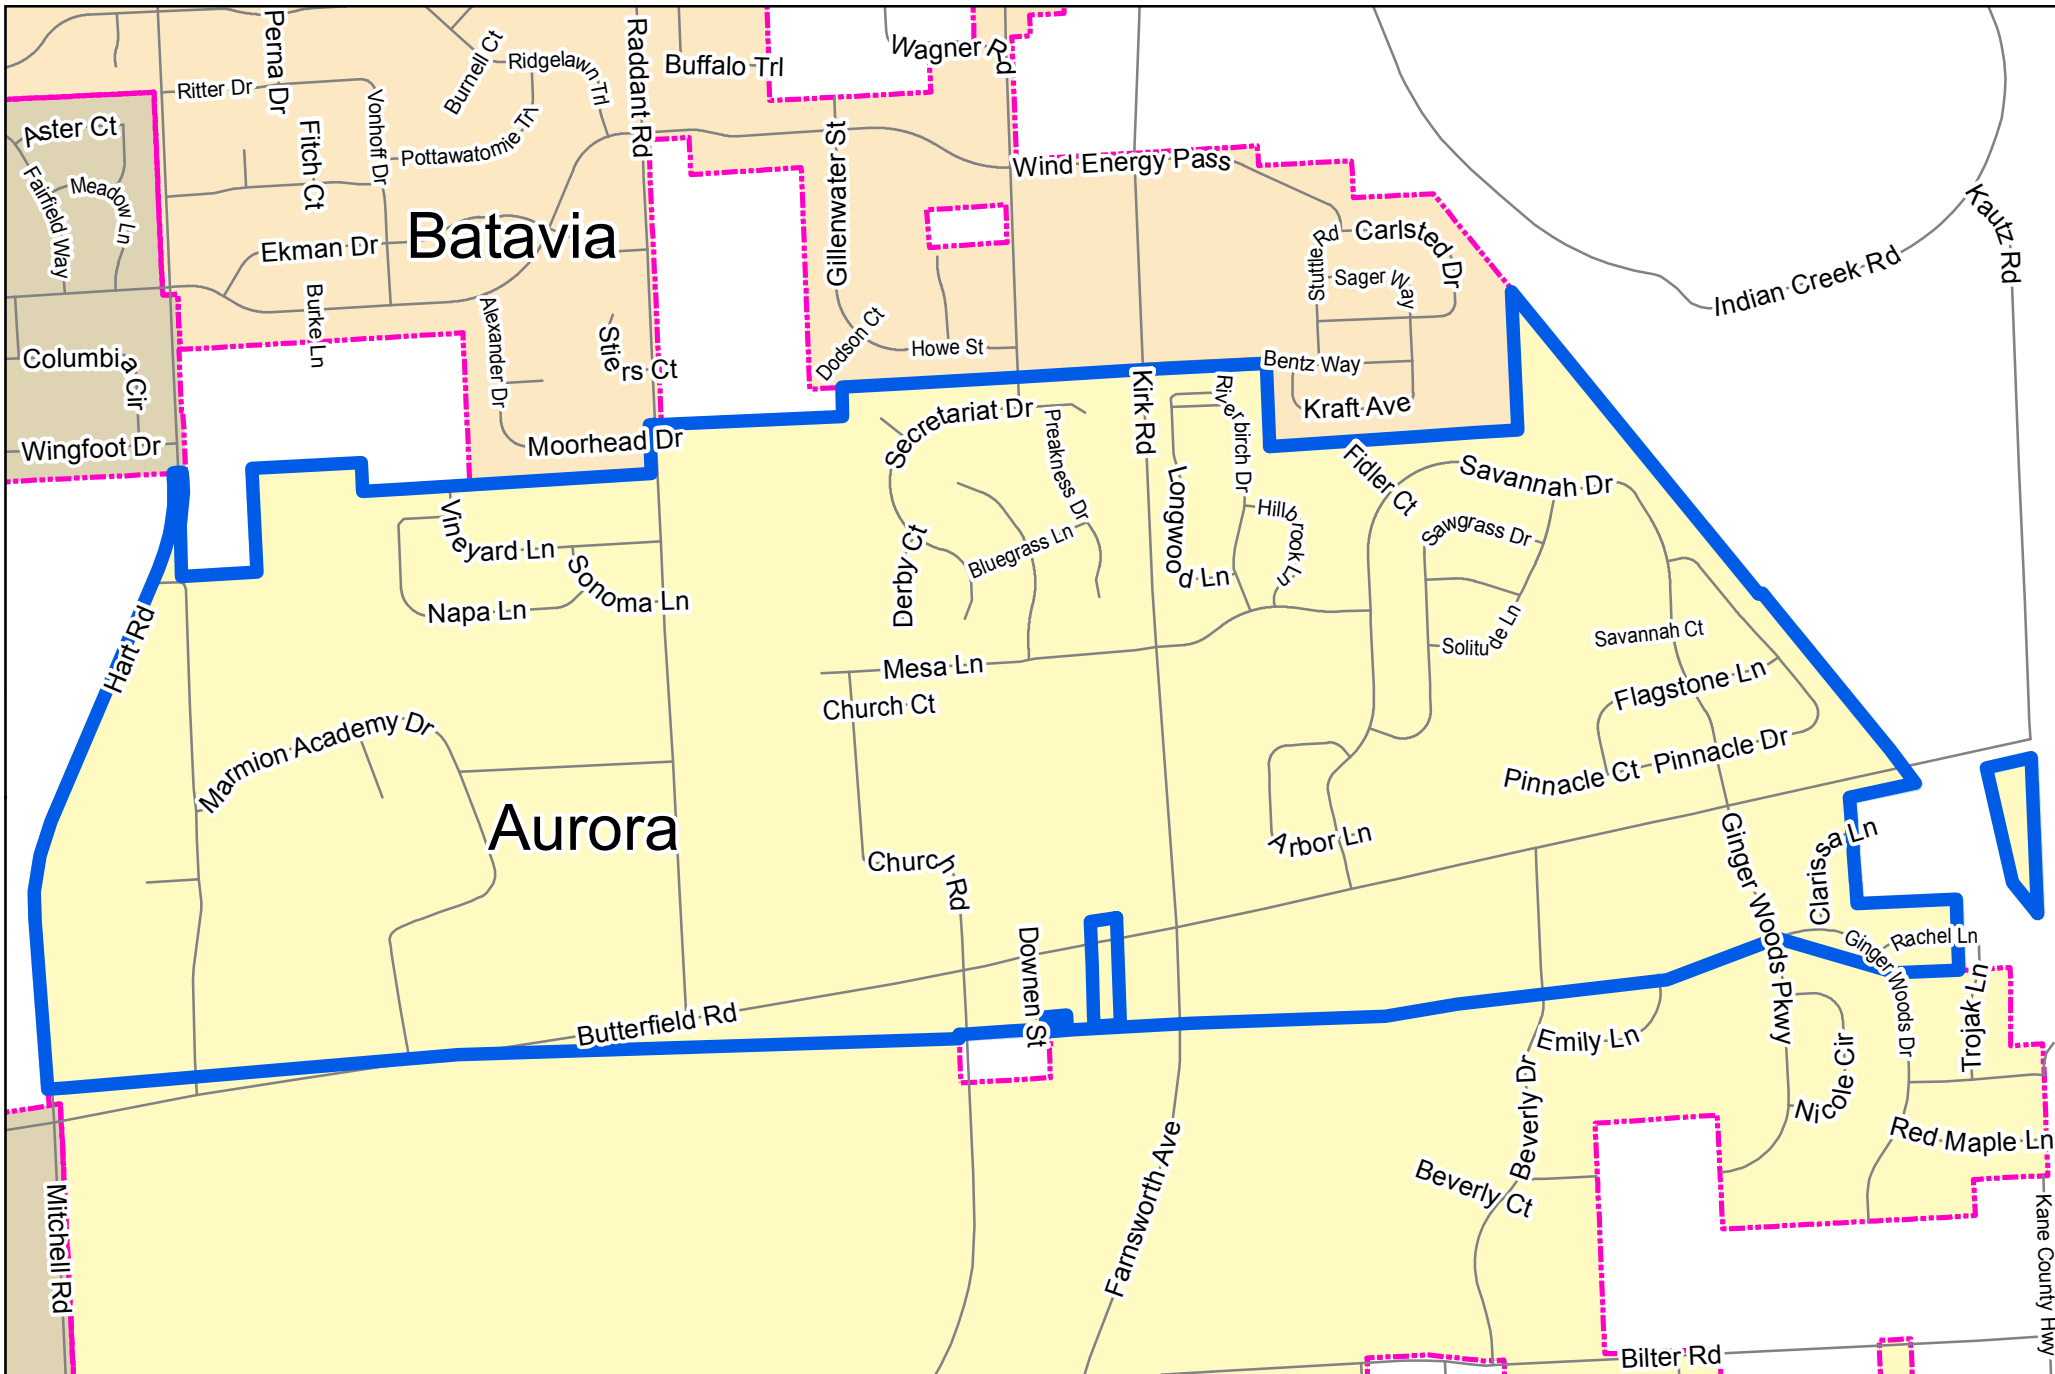 Perna Dr
Burnell Ct
Ridgelawn Trl
Raddant Rd
Buffalo Trl
Wagner Rd
Ritter Dr
Vonhoff Dr
Aster Ct
Fitch Ct
Pottawatomie Trl
Gillenwater St
Wind Energy Pass
Fairfield Way
Meadow Ln
Batavia
Ekman Dr
Stuttle Rd
Carlsted Dr
Sager Way
Kautz Rd
Indian Creek Rd
Burke Ln
Alexander Dr
Stiers Ct
Dodson Ct
Howe St
Columbia Cir
Bentz Way
Kraft Ave
Kirk Rd
Riverbirch Dr
Wingfoot Dr
Moorhead Dr
Secretariat Dr
Preakness Dr
Longwood Ln
Fidler Ct
Savannah Dr
Vineyard Ln
Sonoma Ln
Napa Ln
Derby Ct
Bluegrass Ln
Hillbrook Ln
Sawgrass Dr
Solitude Ln
Savannah Ct
Hart Rd
Mesa Ln
Church Ct
Flagstone Ln
Marmion Academy Dr
Pinnacle Ct
Pinnacle Dr
Aurora
Arbor Ln
Church Rd
Ginger Woods Pkwy
Clarissa Ln
Downen St
Rachel Ln
Ginger Woods Dr
Trojak Ln
Butterfield Rd
Emily Ln
Beverly Dr
Nicole Cir
Red Maple Ln
Farnsworth Ave
Beverly Ct
Mitchell Rd
Kane County Hwy
Bilter Rd